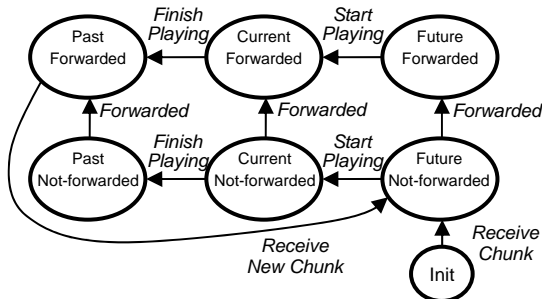 Finish
Playing
Start
Playing
Past
Forwarded
Current
Forwarded
Future
Forwarded
Forwarded
Forwarded
Forwarded
Finish
Playing
Start
Playing
Past
Not-forwarded
Current
Not-forwarded
Future
Not-forwarded
Receive
New Chunk
Receive
Chunk
Init